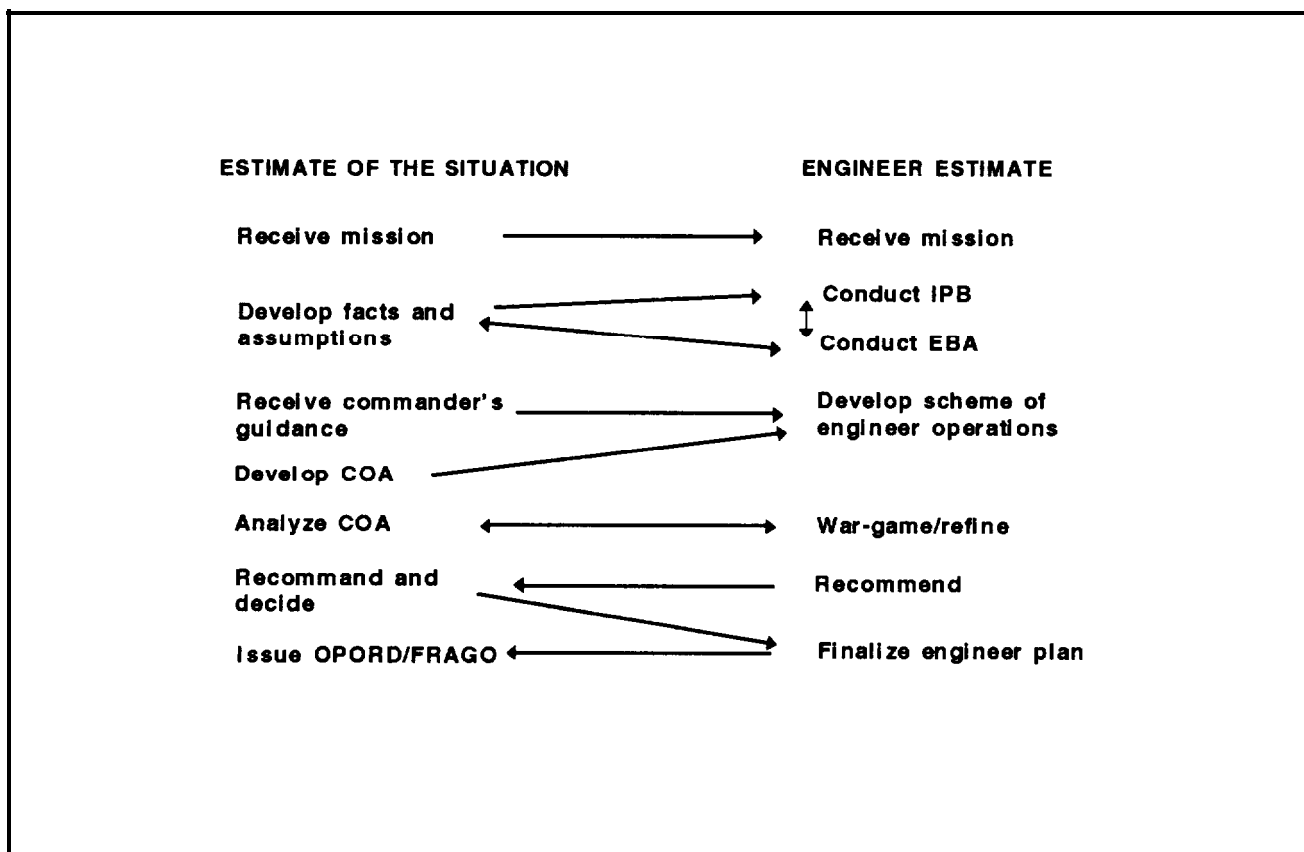 ESTIMATE OF THE SITUATION
ENGINEER ESTIMATE
Receive mission
Receive mission
Develop facts and
assumptions
Conduct IPB
Conduct EBA
Receive commander's
guidance
Develop scheme of
engineer operations
Develop COA
Analyze COA
War-game/refine
Recommand and
decide
Recommend
Issue OPORD/FRAGO
Finalize engineer plan